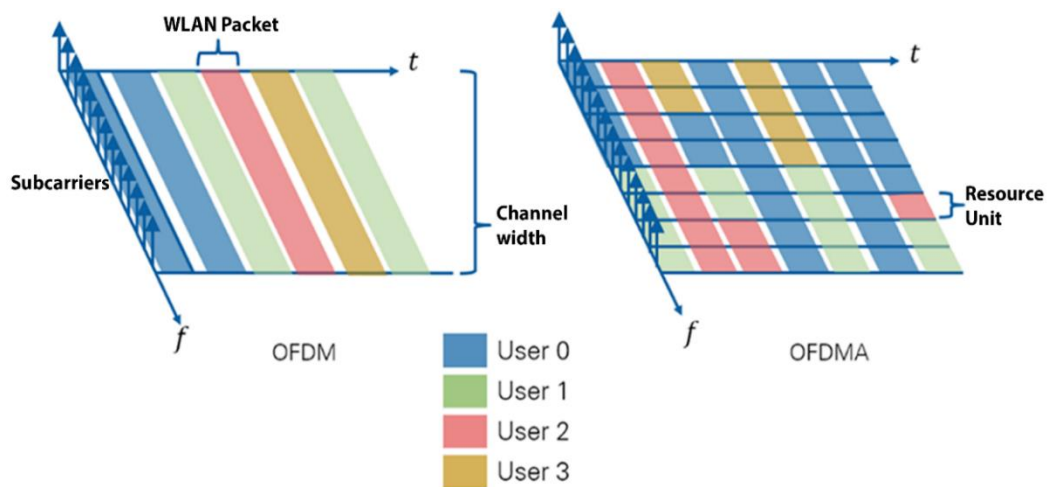 WLAN Packet
t
Subcarriers
Channel
width
f
OFDM
t
Resource
Unit
f
OFDMA
User 0
User 1
User 2
User 3